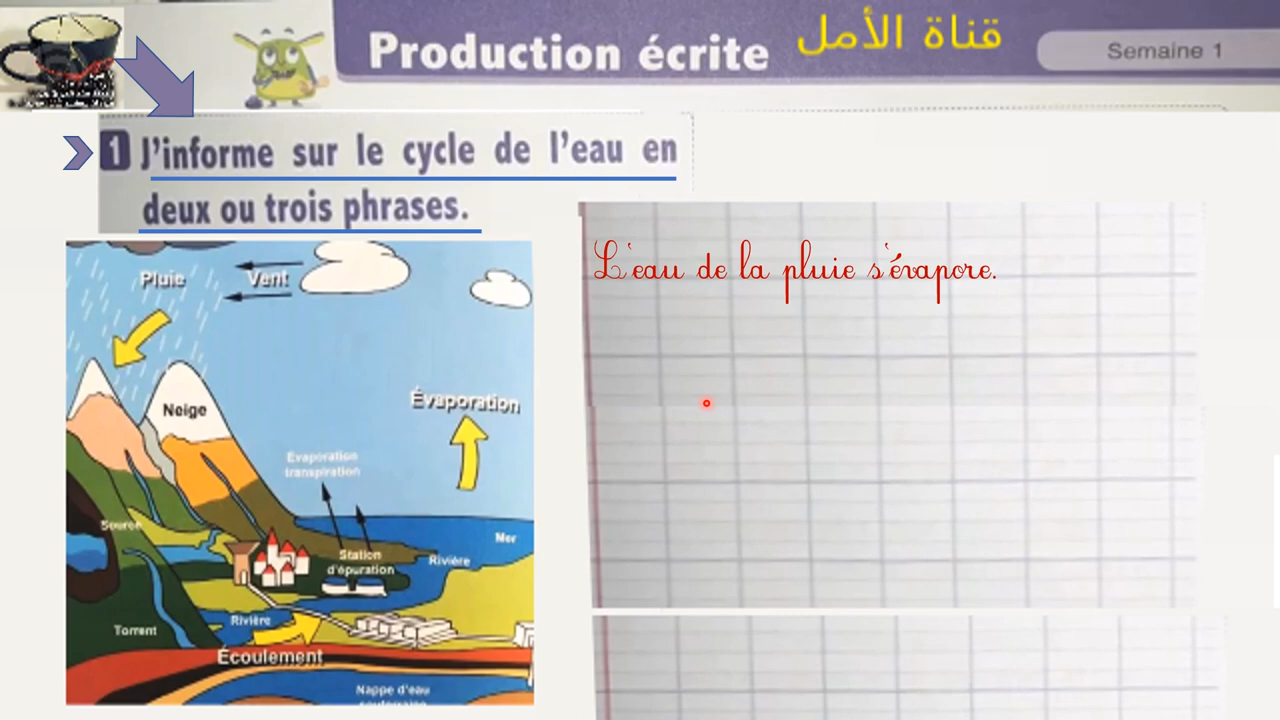 Production écrite
قناة الأمل
Semaine 1
1 J'informe sur le cycle de l'eau en
deux ou trois phrases.
L'eau de la pluie s'évapore.
Pluie
Vent
Neige
Évaporation
Évaporation
transpiration
Source
Mer
Station
d'épuration
Rivière
Rivière
Torrent
Écoulement
Nappe d'eau
souterraine